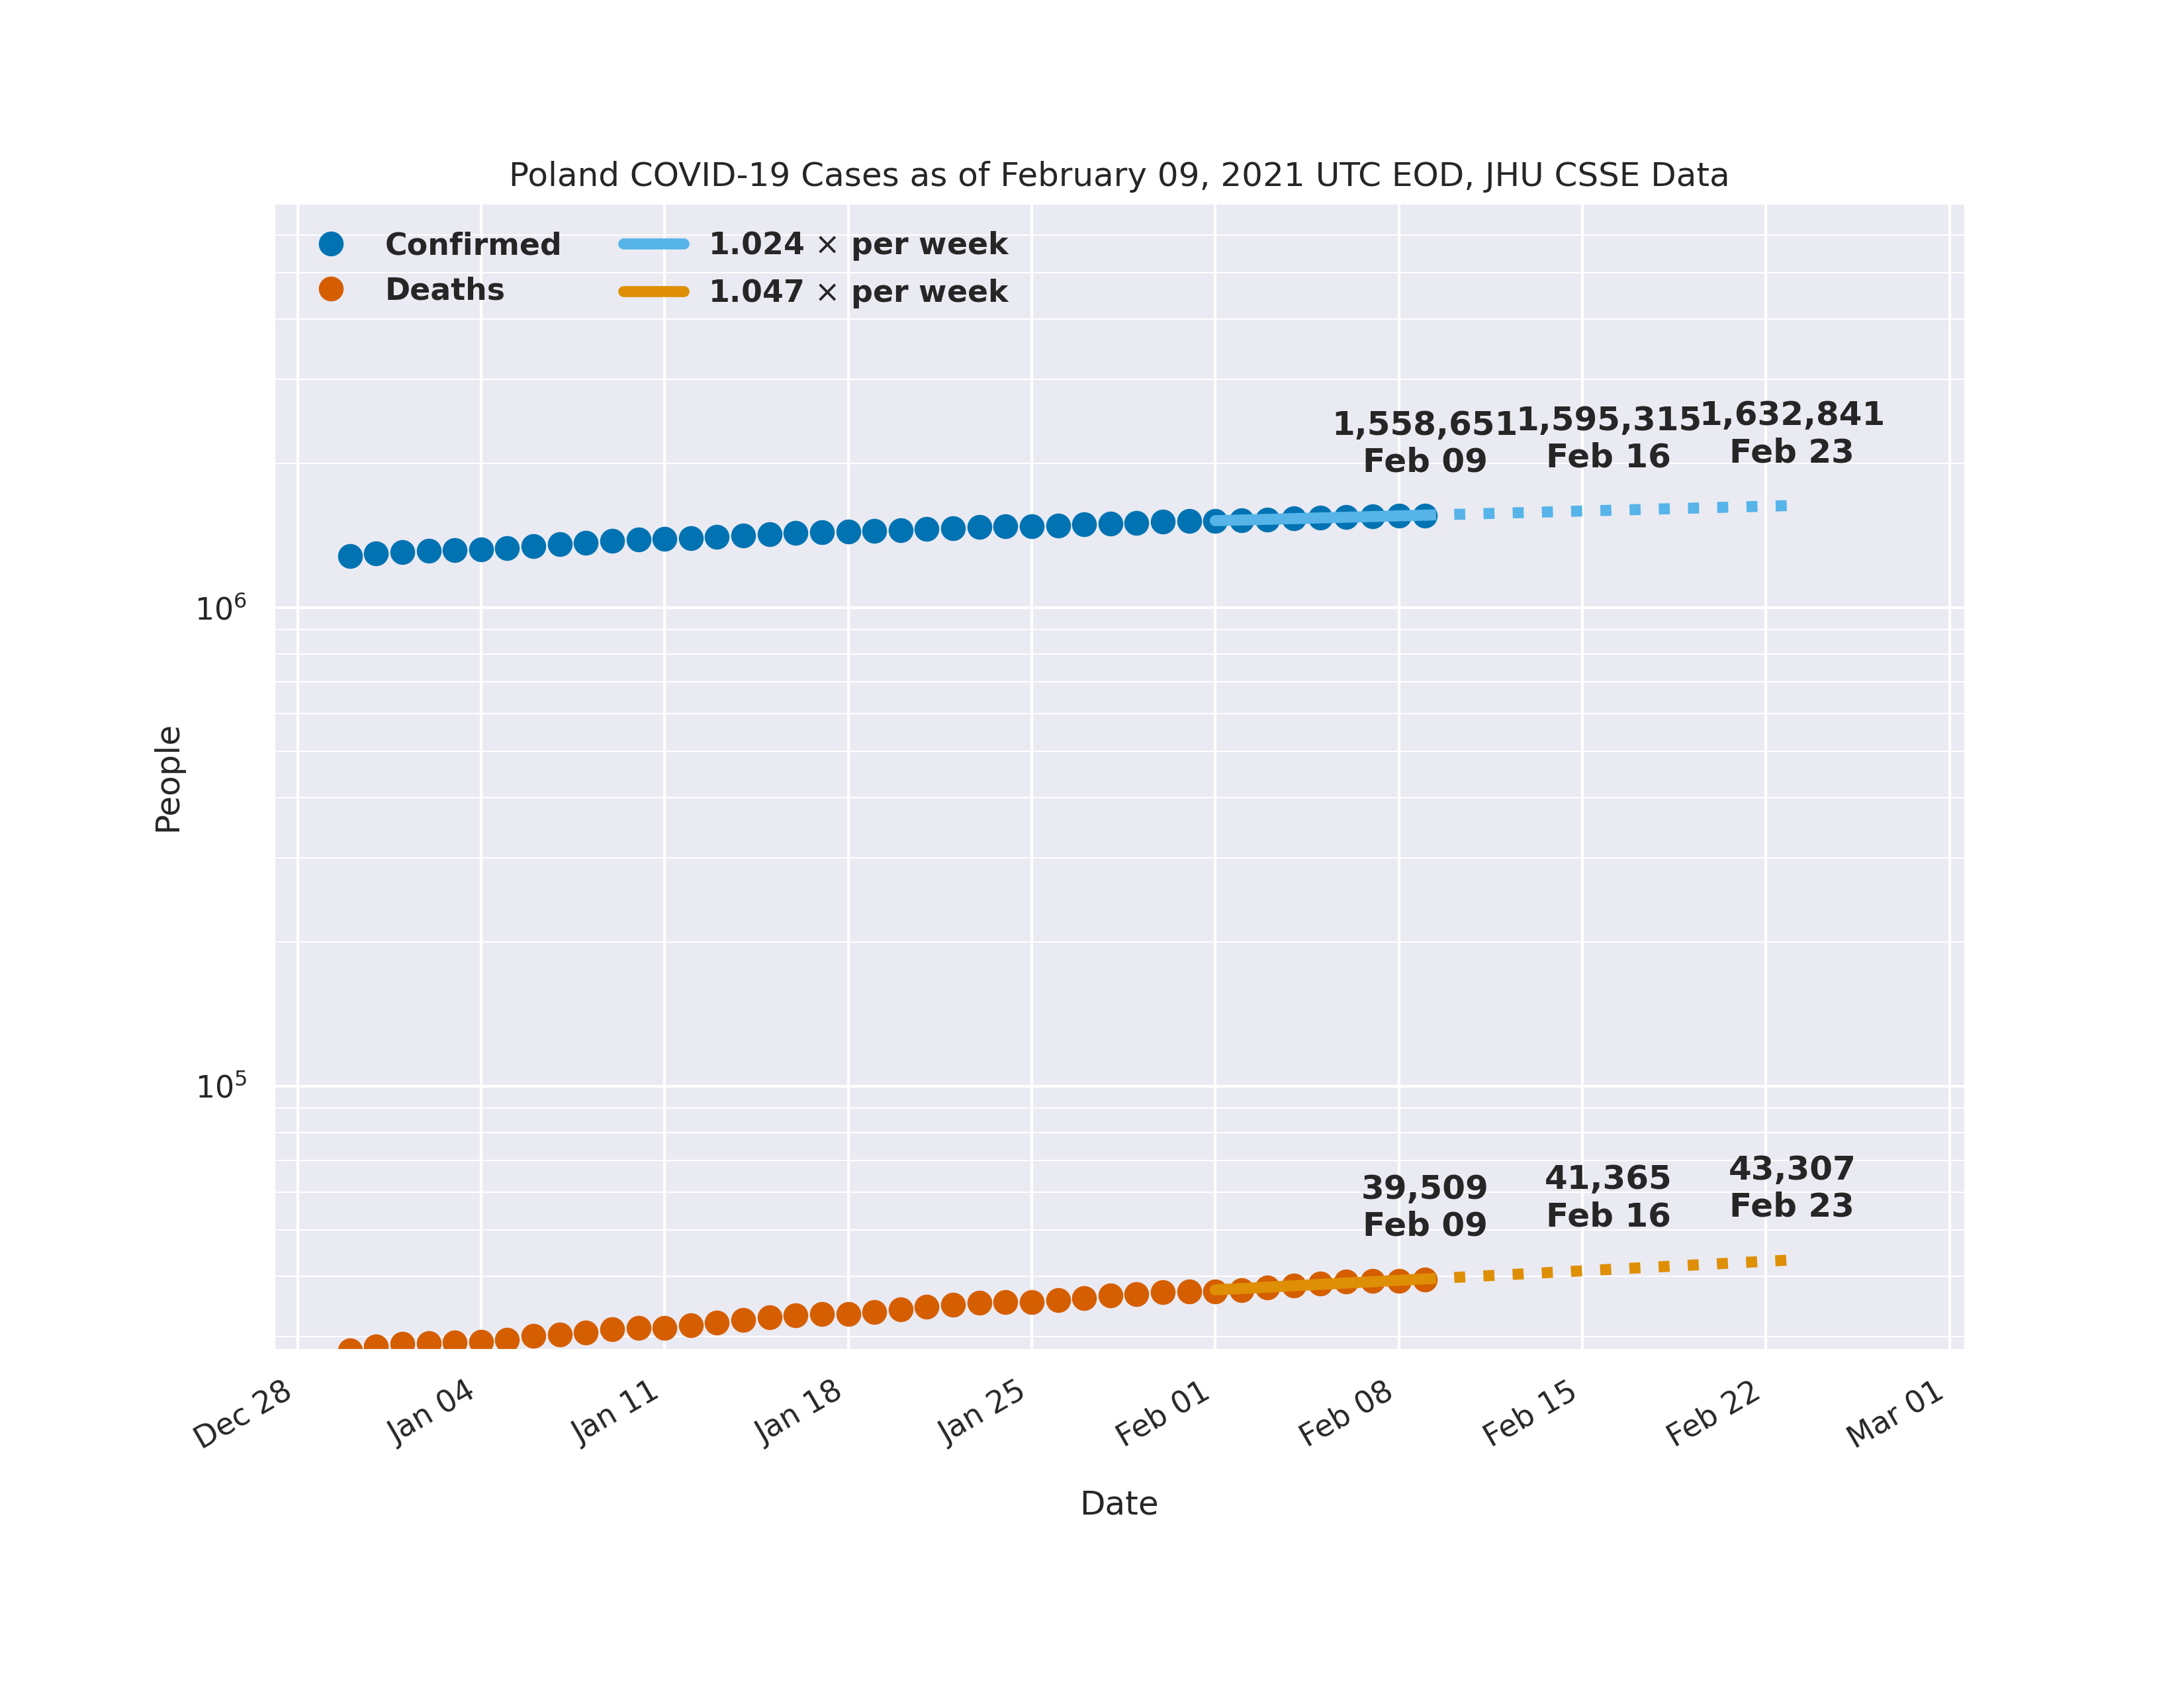 Poland COVID-19 Cases as of February 09, 2021 UTC EOD, JHU CSSE Data
Confirmed
Deaths
1.024 × per week
1.047 × per week
1,558,651
Feb 09
1,595,315
Feb 16
1,632,841
Feb 23
10⁶
People
10⁵
39,509
Feb 09
41,365
Feb 16
43,307
Feb 23
Dec 28
Jan 04
Jan 11
Jan 18
Jan 25
Feb 01
Feb 08
Feb 15
Feb 22
Mar 01
Date